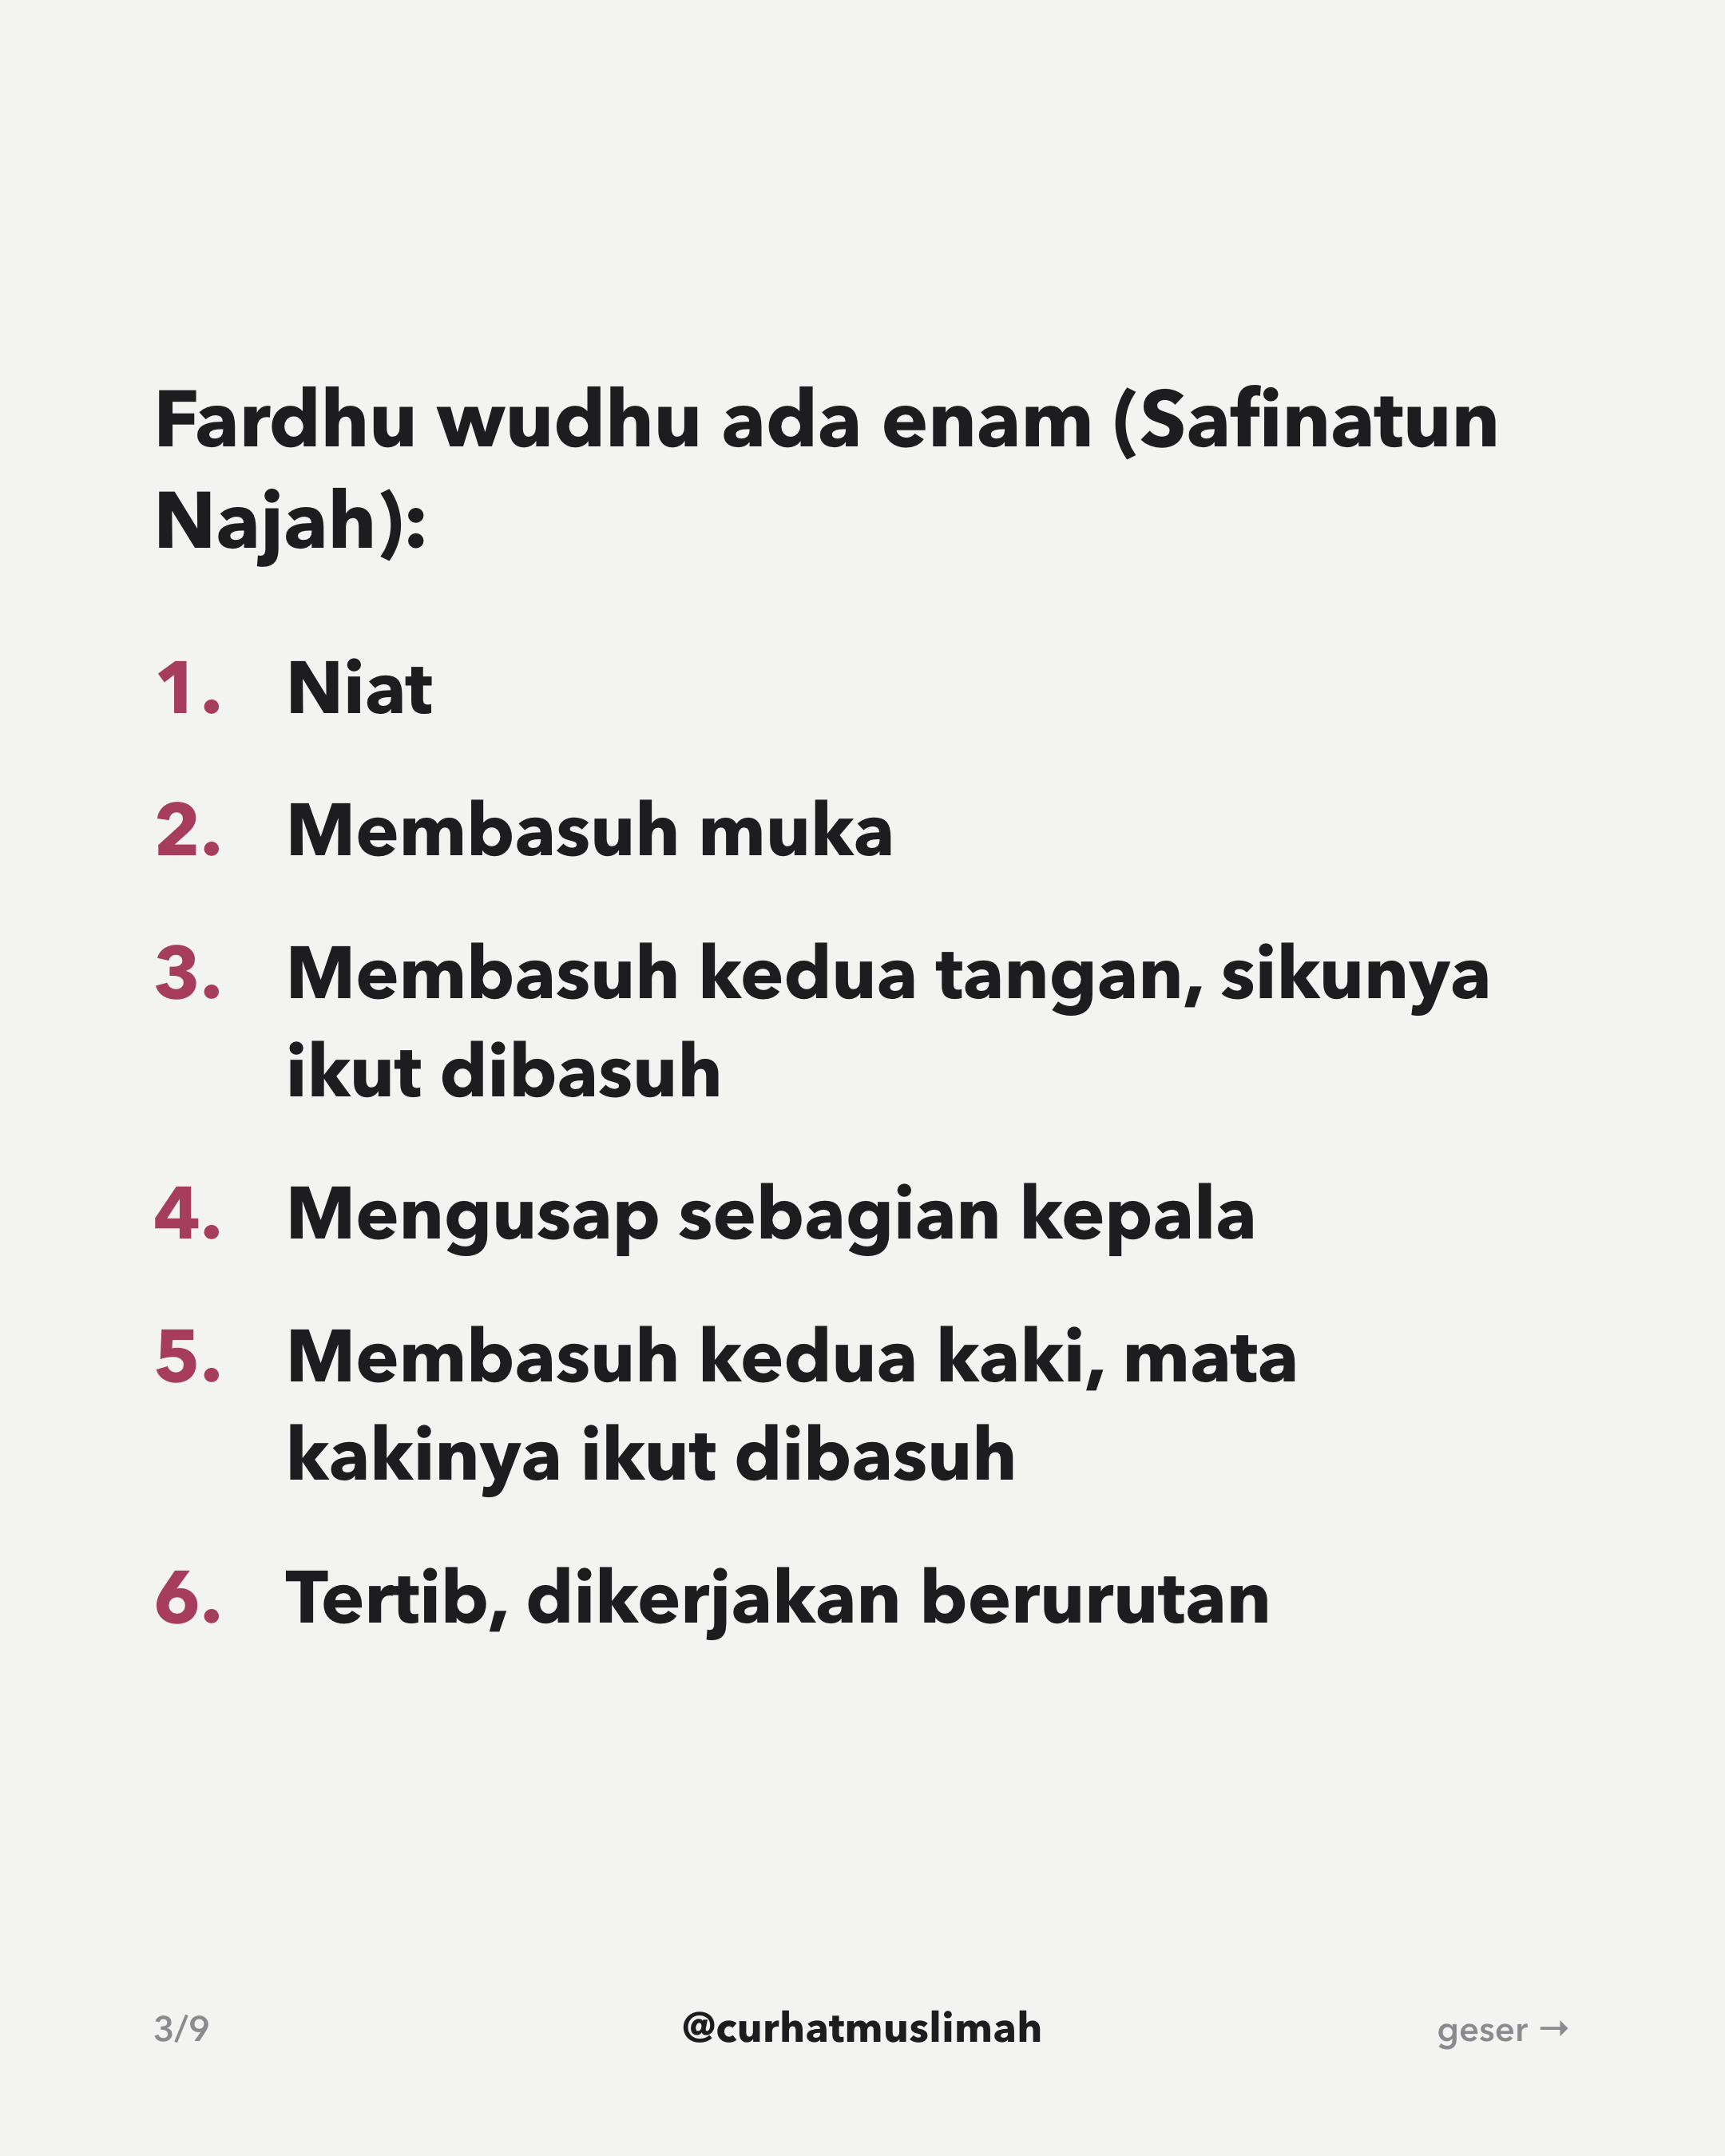 Fardhu wudhu ada enam (Safinatun
Najah):
1. Niat
2. Membasuh muka
3. Membasuh kedua tangan, sikunya
ikut dibasuh
4. Mengusap sebagian kepala
5. Membasuh kedua kaki, mata
kakinya ikut dibasuh
6. Tertib, dikerjakan berurutan
3/9 @curhatmuslimah geser →